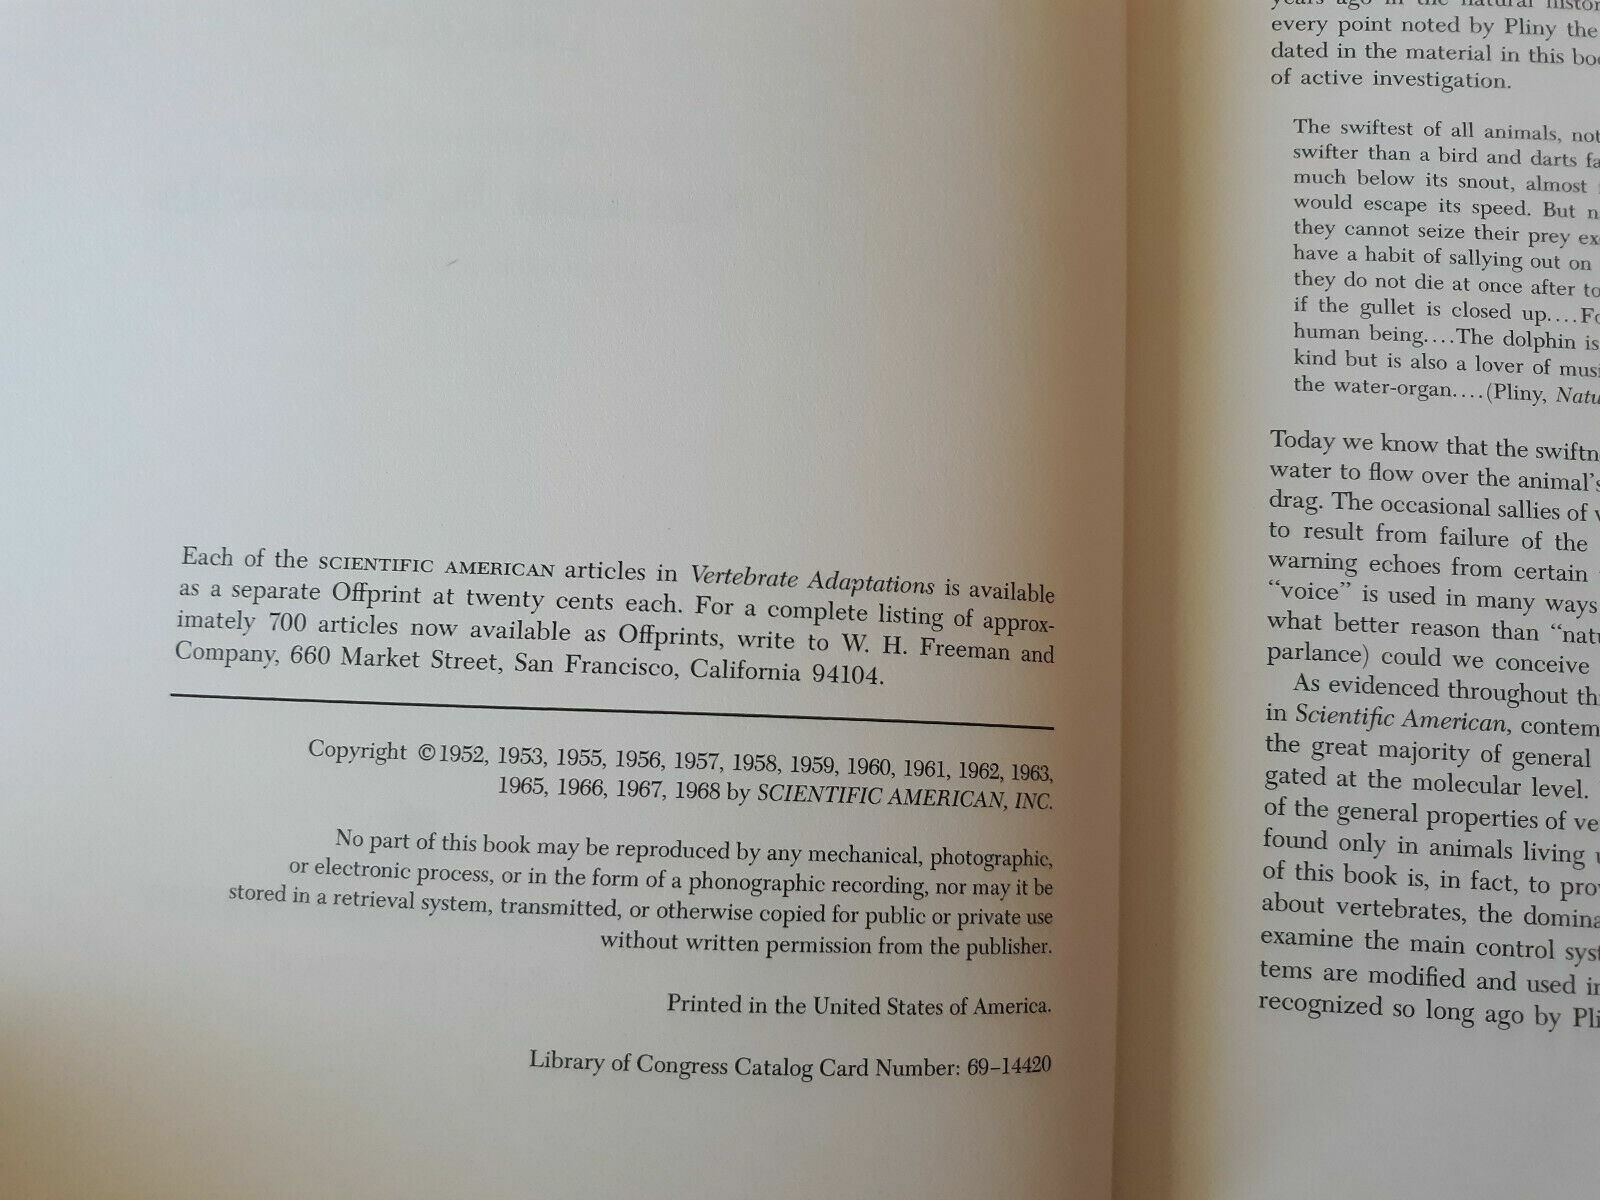 Each of the SCIENTIFIC AMERICAN articles in Vertebrate Adaptations is available
as a separate Offprint at twenty cents each. For a complete listing of approx-
imately 700 articles now available as Offprints, write to W. H. Freeman and
Company, 660 Market Street, San Francisco, California 94104.
Copyright ©1952, 1953, 1955, 1956, 1957, 1958, 1959, 1960, 1961, 1962, 1963,
1965, 1966, 1967, 1968 by SCIENTIFIC AMERICAN, INC.
No part of this book may be reproduced by any mechanical, photographic,
or electronic process, or in the form of a phonographic recording, nor may it be
stored in a retrieval system, transmitted, or otherwise copied for public or private use
without written permission from the publisher.
Printed in the United States of America.
Library of Congress Catalog Card Number: 69–14420
years ago in the natural
every point noted by Pliny the
dated in the material in this
of active investigation.
The swiftest of all animals, not
swifter than a bird and darts
much below its snout, almost
would escape its speed. But
they cannot seize their prey
have a habit of sallying out on
they do not die at once after
if the gullet is closed up....
human being....The dolphin is
kind but is also a lover of
the water-organ....(Pliny,
Today we know that the
water to flow over the animal's
drag. The occasional sallies of
to result from failure of the
warning echoes from certain
“voice” is used in many ways
what better reason than
parlance) could we conceive
As evidenced throughout
in Scientific American,
the great majority of general
gated at the molecular level.
of the general properties of
found only in animals living
of this book is, in fact, to
about vertebrates, the
examine the main control
tems are modified and used
recognized so long ago by